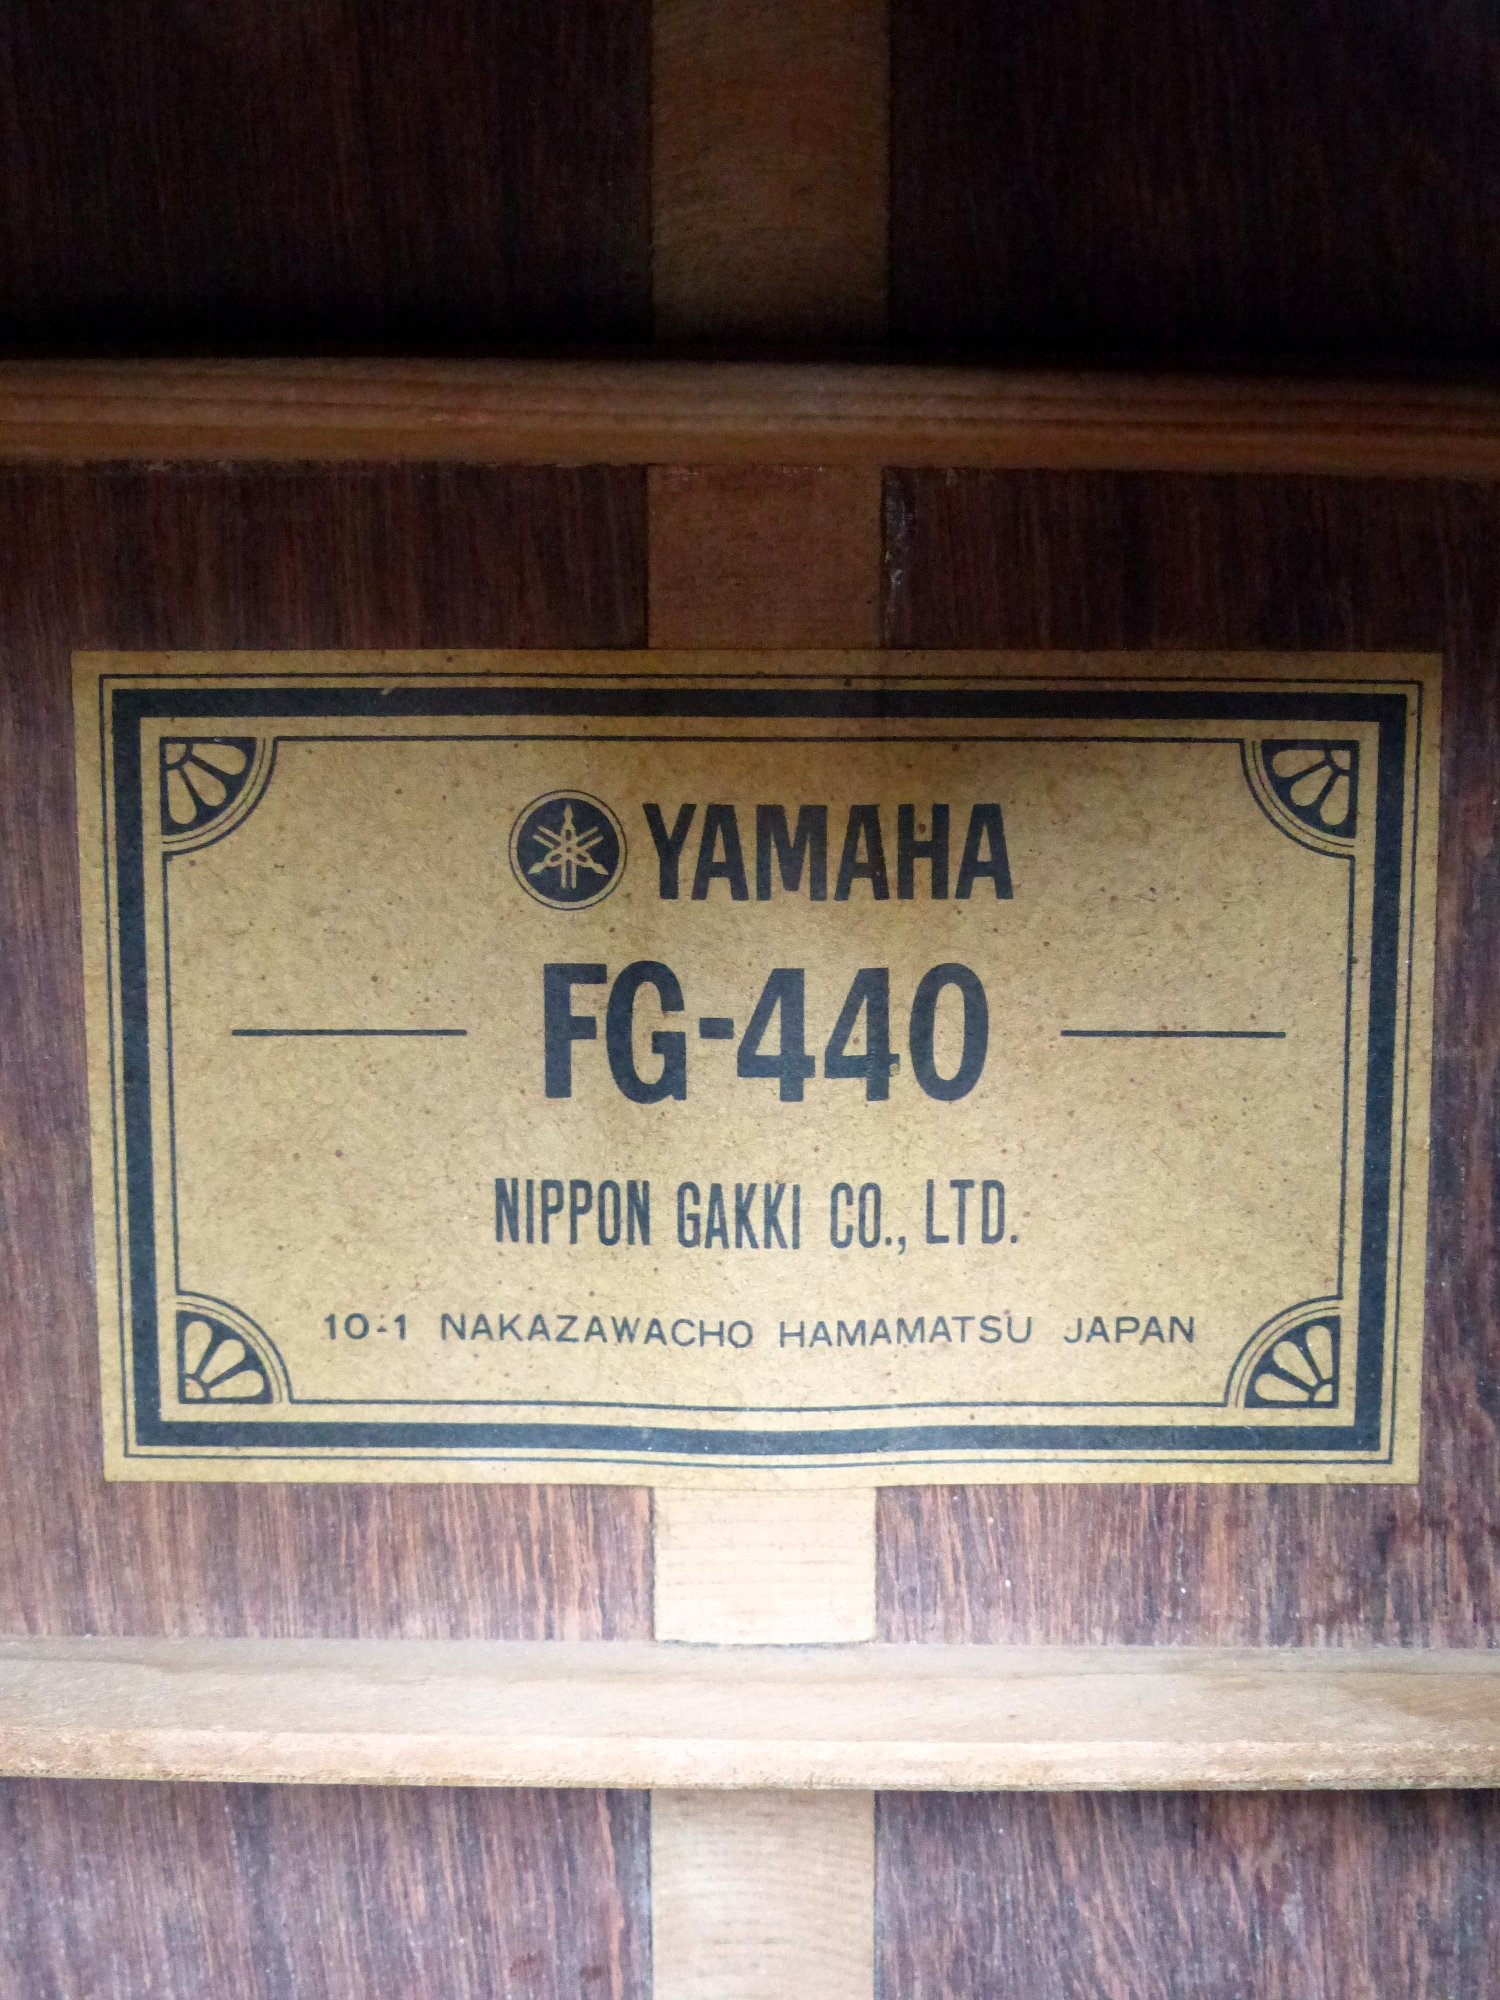 YAMAHA
FG-440
NIPPON GAKKI CO., LTD.
10-1 NAKAZAWACHO HAMAMATSU JAPAN